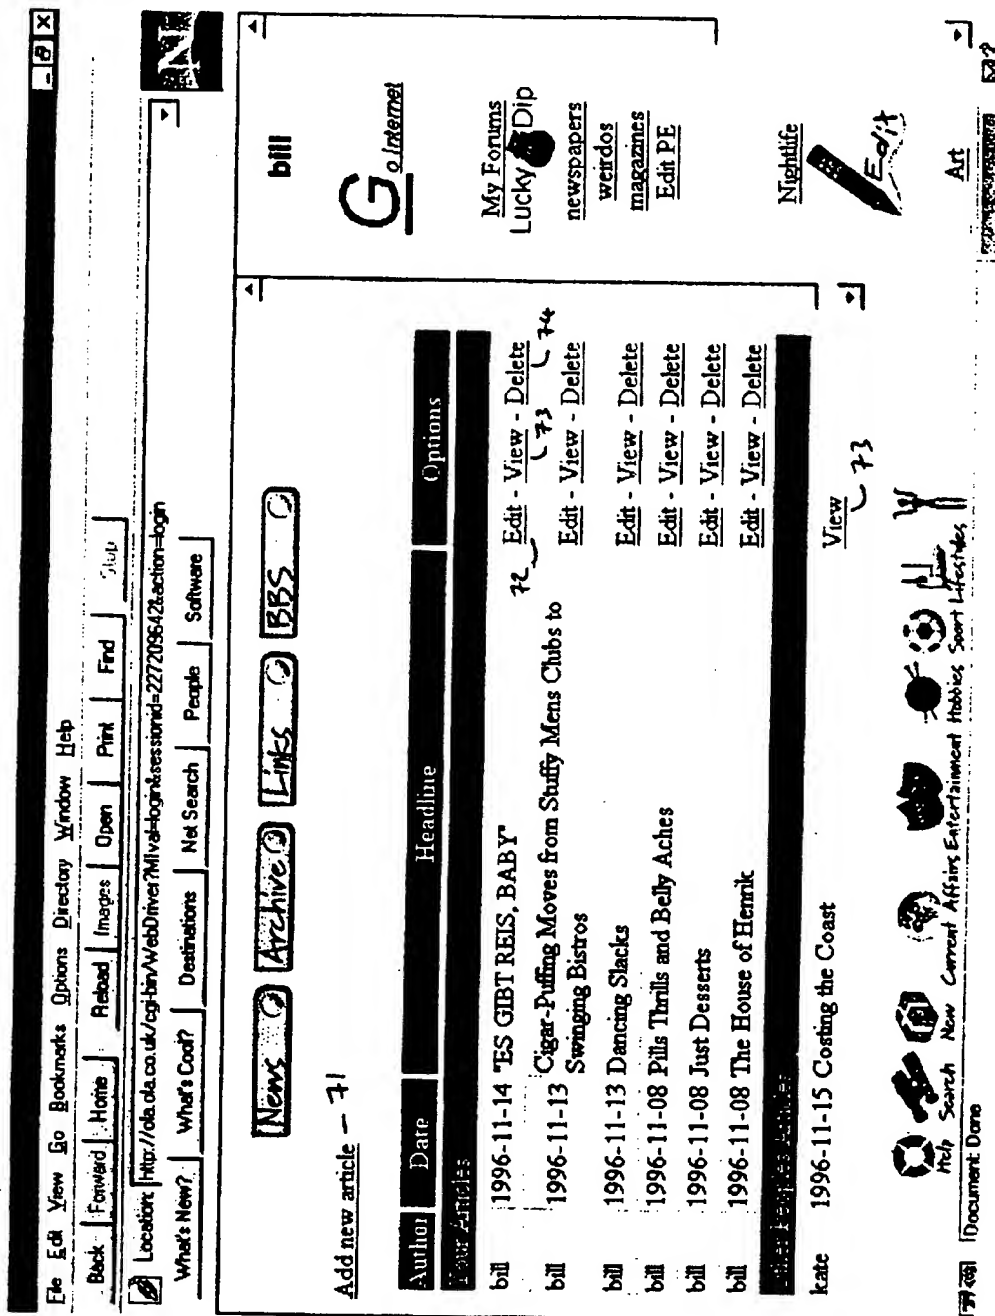 File Edit View Go Bookmarks Options Directory Window Help
Back Forward Home Reload Images Open Print Find Stop
Location: http://ola.ola.co.uk/cgi-bin/WebDriver?MIval=login&sessionid=227209642&action=login
What's New? What's Cool? Destinations Net Search People Software
N
News Archive Links BBS
Add new article — 71
Author Date Headline Options
Your Articles
bill 1996-11-14 "ES GIBT REIS, BABY" Edit - View - Delete
72 73 74
bill 1996-11-13 Cigar-Puffing Moves from Stuffy Mens Clubs to Swinging Bistros Edit - View - Delete
bill 1996-11-13 Dancing Slacks Edit - View - Delete
bill 1996-11-08 Pills Thrills and Belly Aches Edit - View - Delete
bill 1996-11-08 Just Desserts Edit - View - Delete
bill 1996-11-08 The House of Henrik Edit - View - Delete
Other Peoples Articles
kate 1996-11-15 Costing the Coast View
73
bill
Go Internet
My Forums
Lucky Dip
newspapers
weirdos
magazines
Edit PE
Nightlife
Edit
Art
Help Search New Current Affairs Entertainment Hobbies Sport Lifestyles
Document: Done